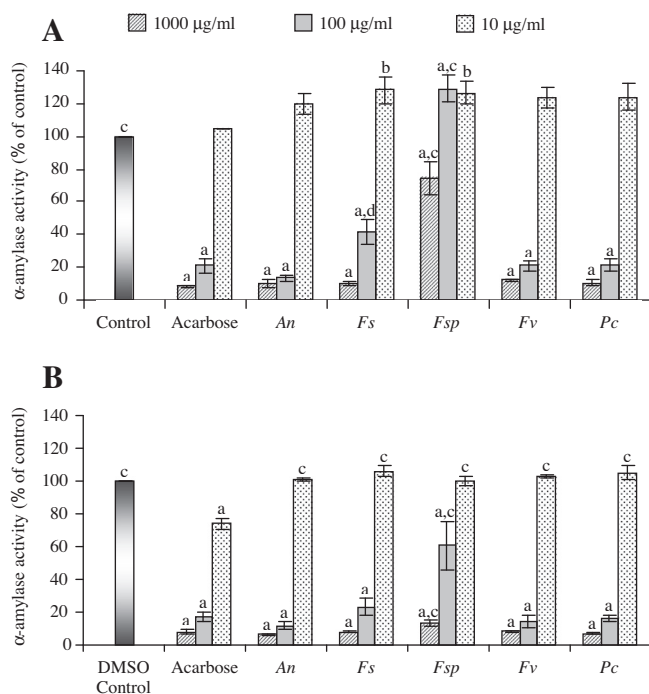 A
1000 µg/ml 100 µg/ml 10 µg/ml
α-amylase activity (% of control)
140
120
100
80
60
40
20
0
c
a a
a a
a a,d b
a,c a,c b
a a
a a
Control Acarbose An Fs Fsp Fv Pc
B
α-amylase activity (% of control)
140
120
100
80
60
40
20
0
c
a a a
a a c
a a c
a,c a,c c
a a c
a a c
DMSO Control Acarbose An Fs Fsp Fv Pc